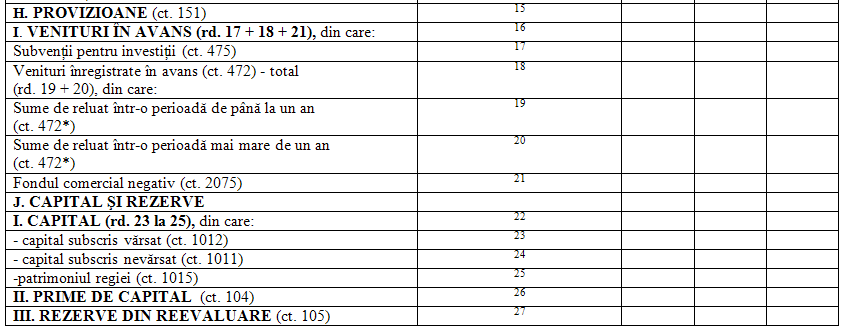 H. PROVIZIOANE (ct. 151) 15
I. VENITURI ÎN AVANS (rd. 17 + 18 + 21), din care: 16
Subvenții pentru investiții (ct. 475) 17
Venituri înregistrate în avans (ct. 472) - total 18
(rd. 19 + 20), din care:
Sume de reluat într-o perioadă de până la un an 19
(ct. 472*)
Sume de reluat într-o perioadă mai mare de un an 20
(ct. 472*)
Fondul comercial negativ (ct. 2075) 21
J. CAPITAL ȘI REZERVE
I. CAPITAL (rd. 23 la 25), din care: 22
- capital subscris vărsat (ct. 1012) 23
- capital subscris nevărsat (ct. 1011) 24
-patrimoniul regiei (ct. 1015) 25
II. PRIME DE CAPITAL (ct. 104) 26
III. REZERVE DIN REEVALUARE (ct. 105) 27